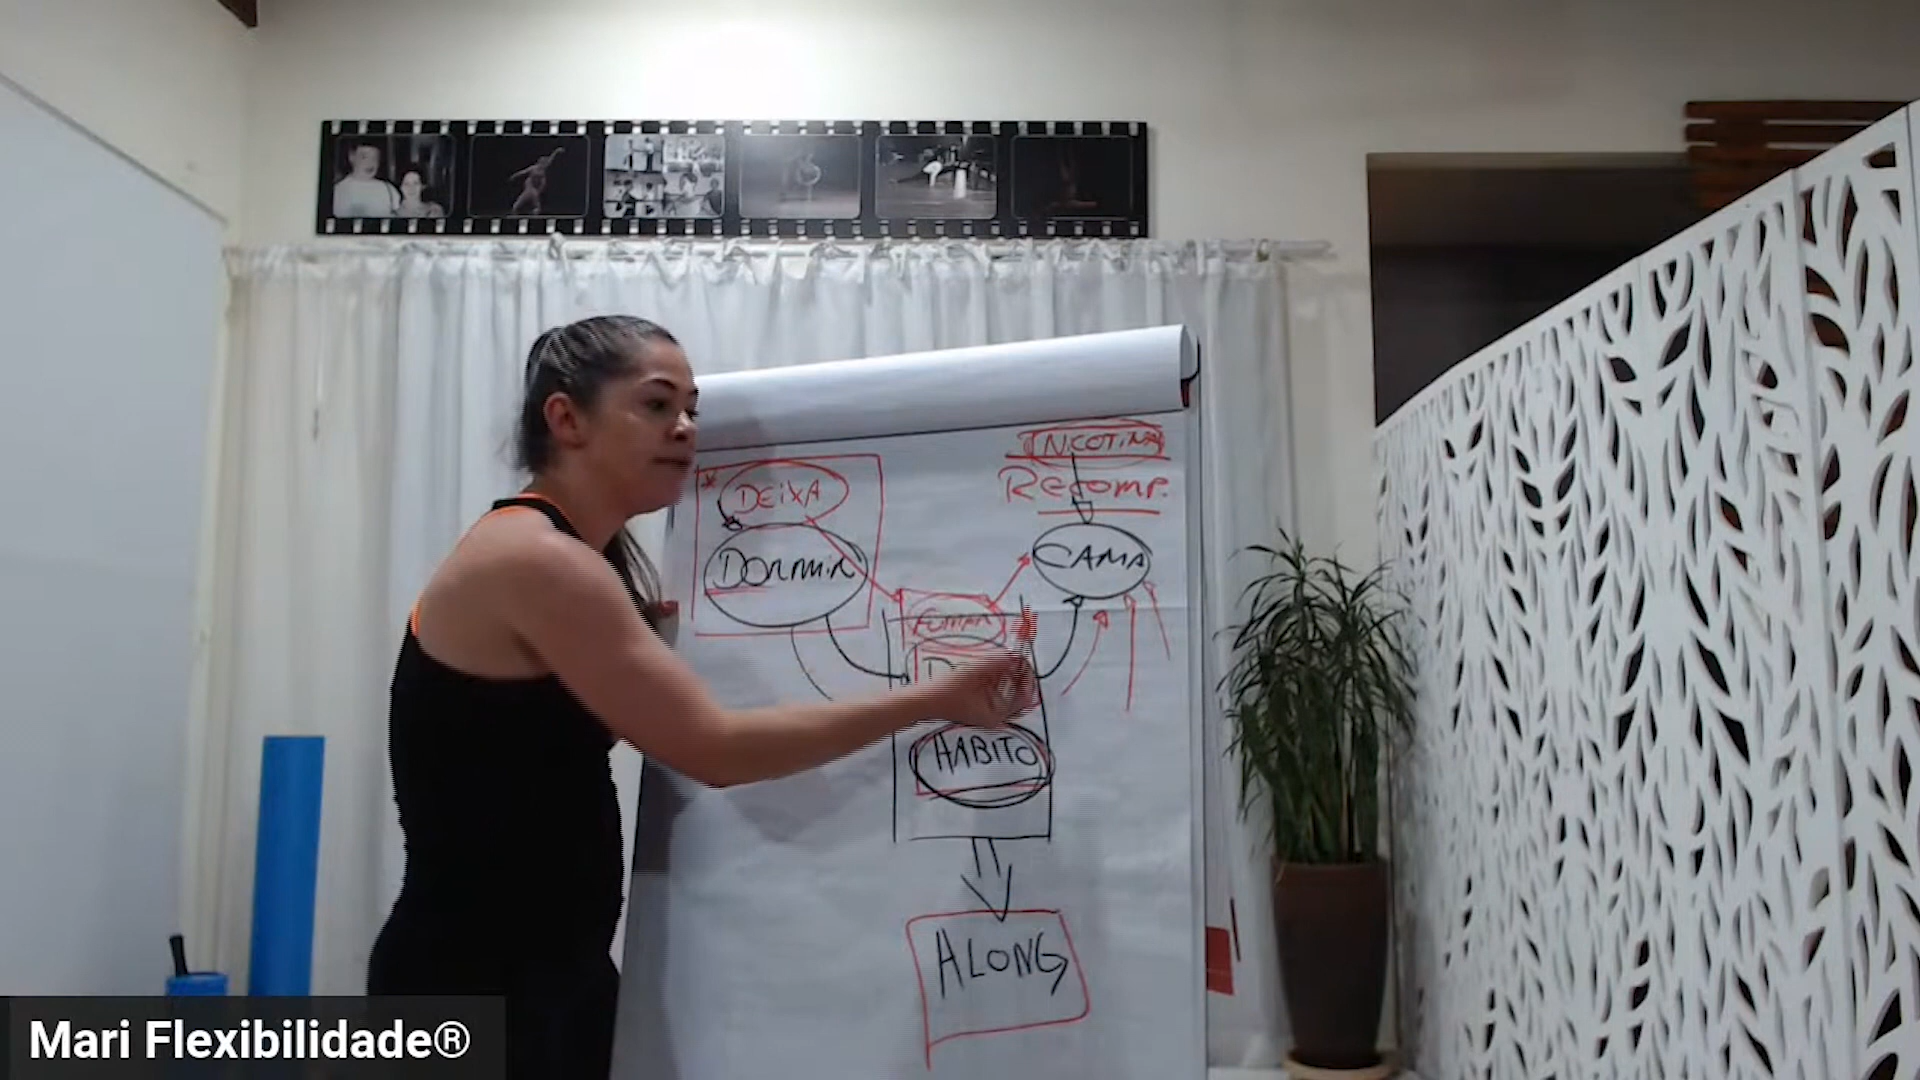 NICOTINA
Recomp.
DEIXA
DORMIR
CAMA
FUMAR
HABITO
ALONG
Mari Flexibilidade®